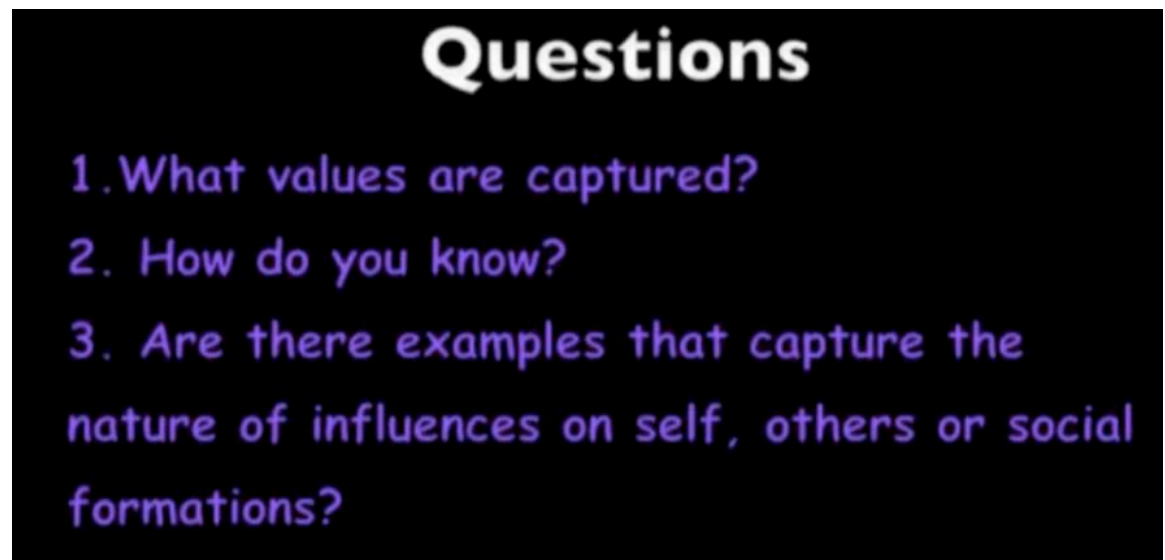 Questions
1.What values are captured?
2. How do you know?
3. Are there examples that capture the
nature of influences on self, others or social
formations?